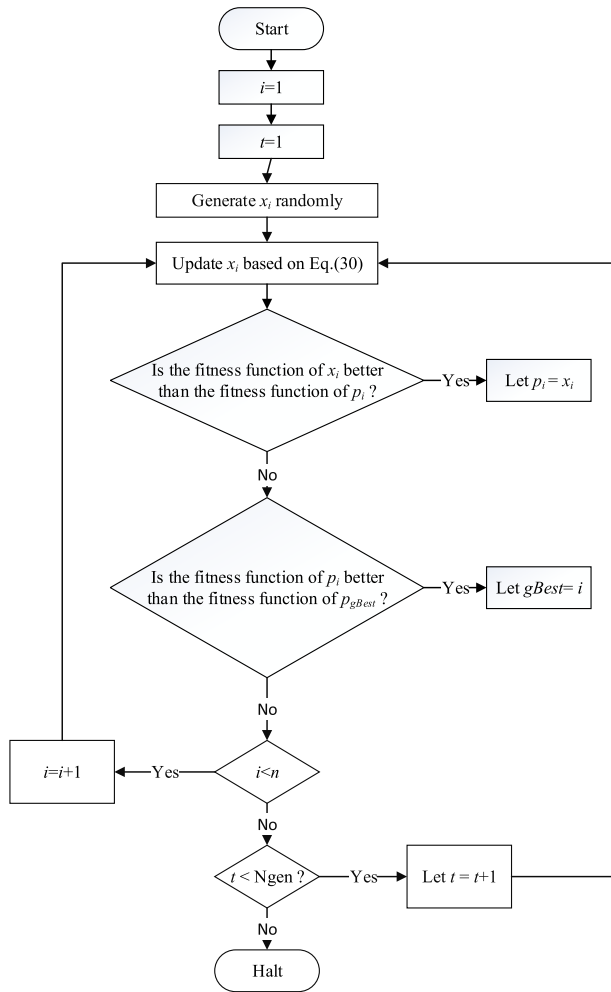 Start
i=1
t=1
Generate xi randomly
Update xi based on Eq.(30)
Is the fitness function of xi better
than the fitness function of pi ?
Yes
Let pi = xi
No
Is the fitness function of pi better
than the fitness function of pgBest ?
Yes
Let gBest= i
No
i=i+1
Yes
i<n
No
t < Ngen ?
Yes
Let t = t+1
No
Halt